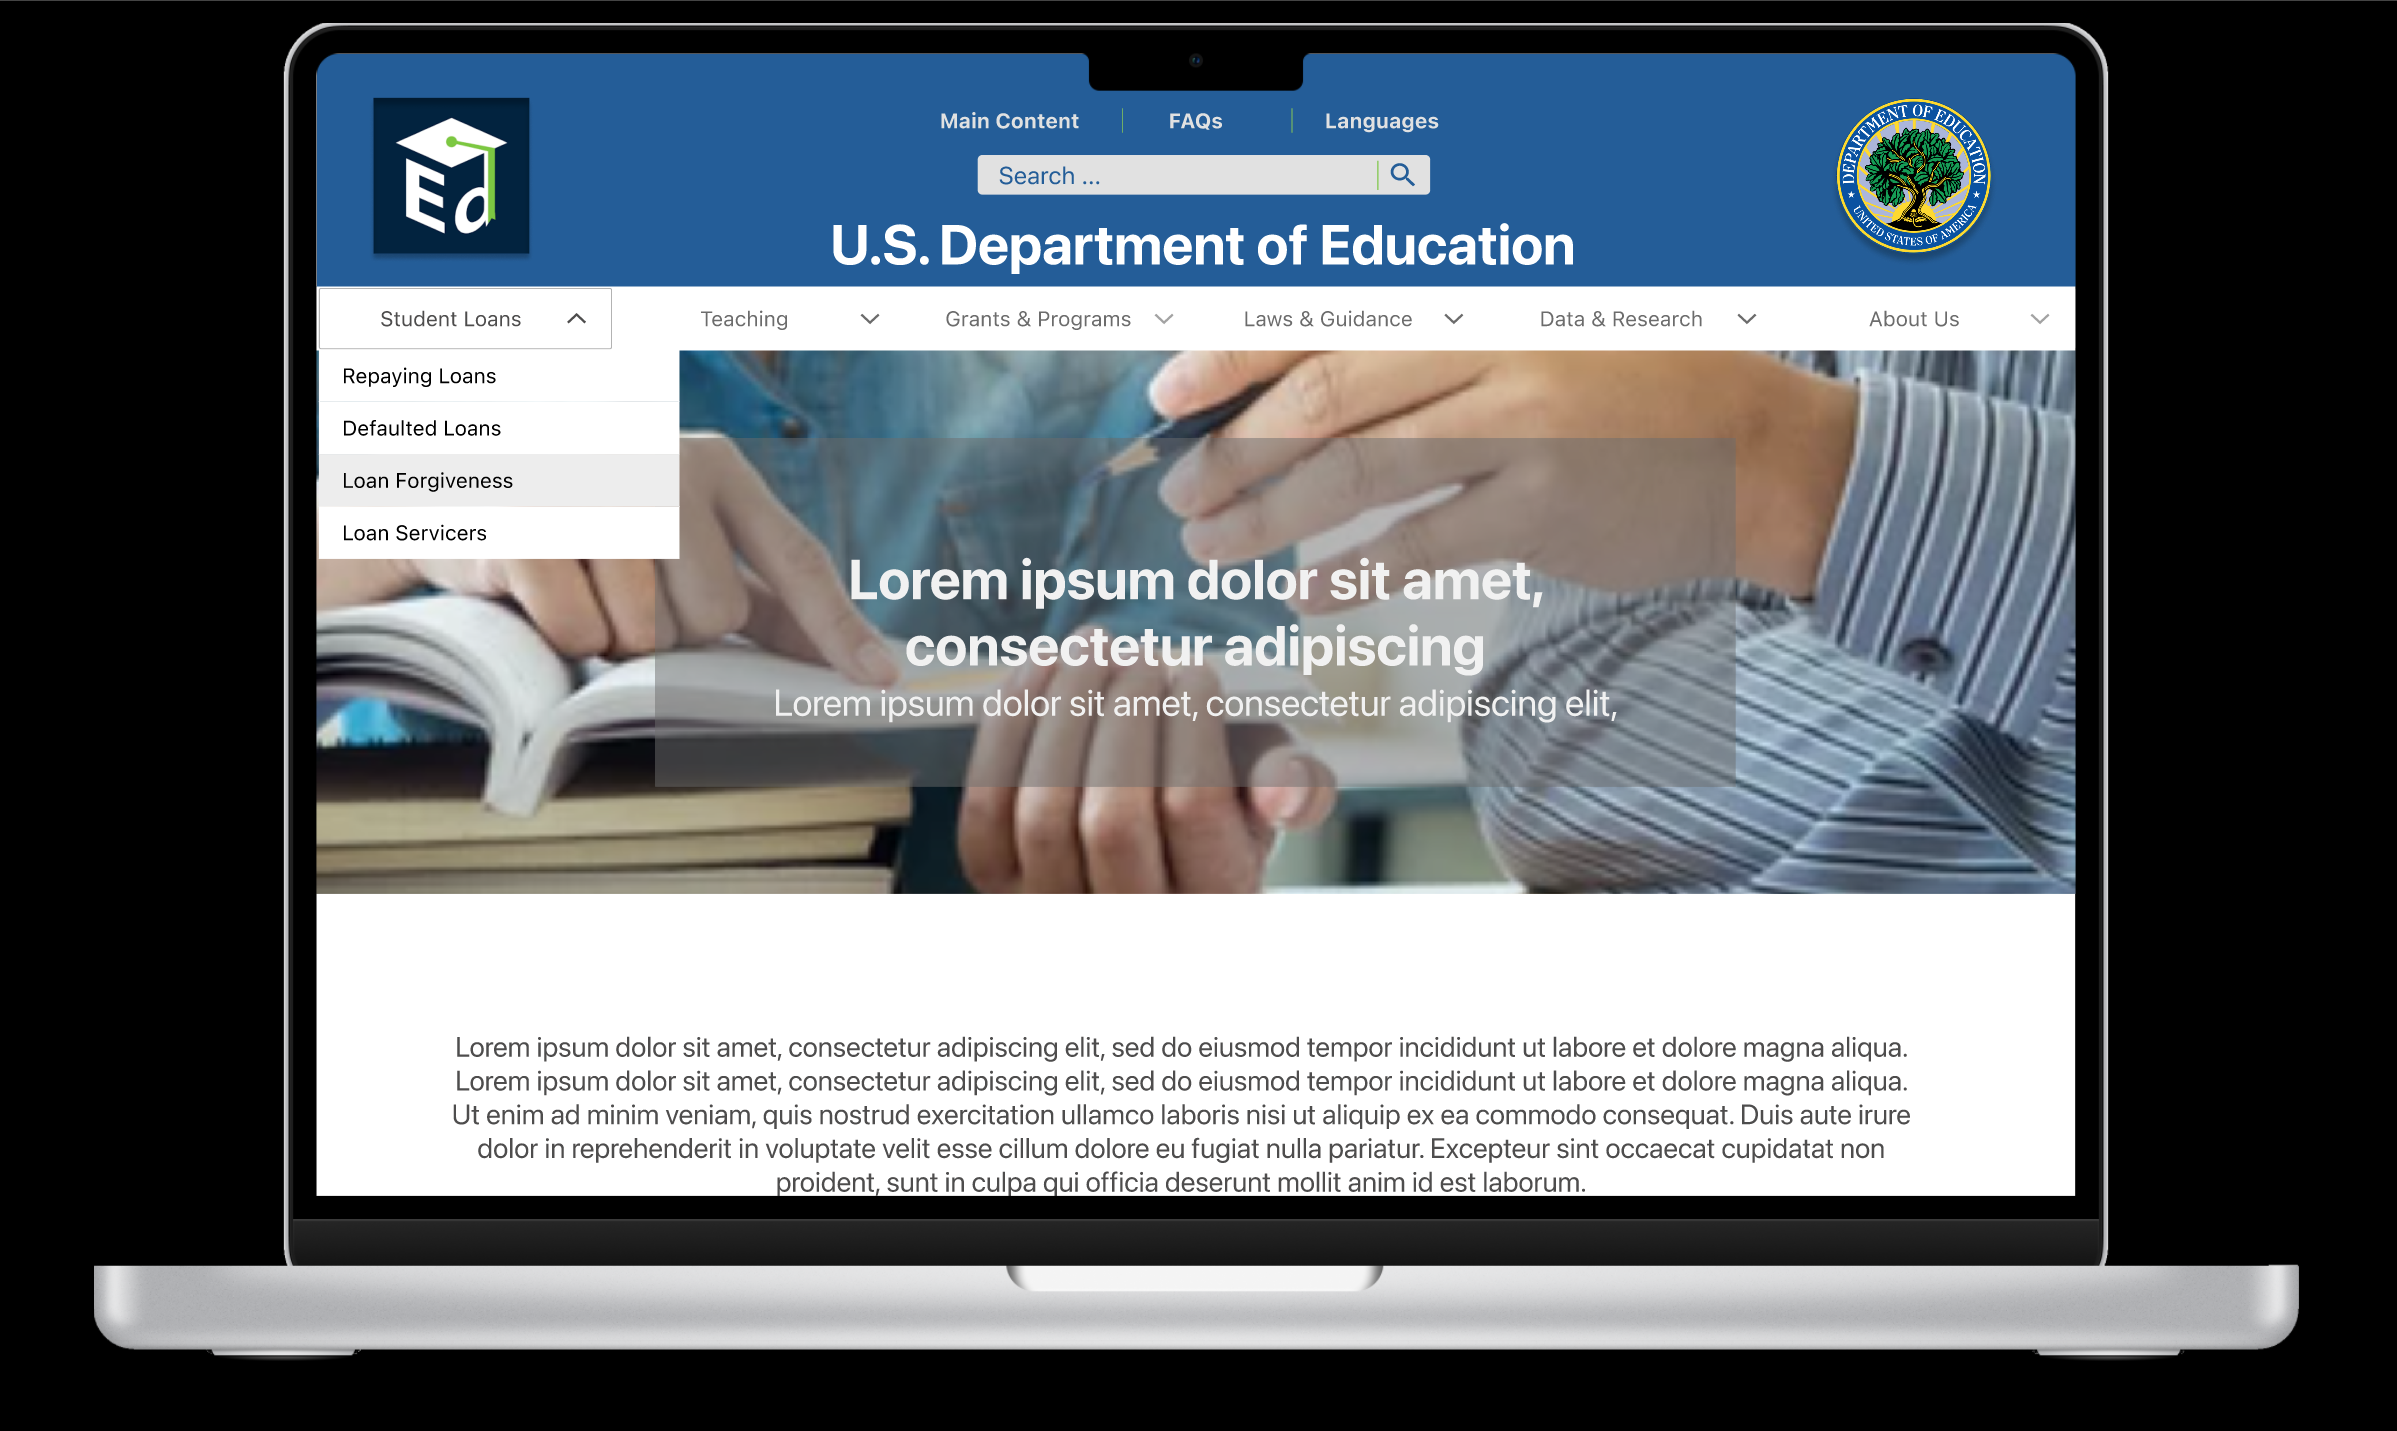 Ed
Main Content
FAQs
Languages
DEPARTMENT OF EDUCATION
UNITED STATES OF AMERICA
Search ...
U.S. Department of Education
Student Loans
Teaching
Grants & Programs
Laws & Guidance
Data & Research
About Us
Repaying Loans
Defaulted Loans
Loan Forgiveness
Loan Servicers
Lorem ipsum dolor sit amet,
consectetur adipiscing
Lorem ipsum dolor sit amet, consectetur adipiscing elit,
Lorem ipsum dolor sit amet, consectetur adipiscing elit, sed do eiusmod tempor incididunt ut labore et dolore magna aliqua.
Lorem ipsum dolor sit amet, consectetur adipiscing elit, sed do eiusmod tempor incididunt ut labore et dolore magna aliqua.
Ut enim ad minim veniam, quis nostrud exercitation ullamco laboris nisi ut aliquip ex ea commodo consequat. Duis aute irure
dolor in reprehenderit in voluptate velit esse cillum dolore eu fugiat nulla pariatur. Excepteur sint occaecat cupidatat non
proident, sunt in culpa qui officia deserunt mollit anim id est laborum.